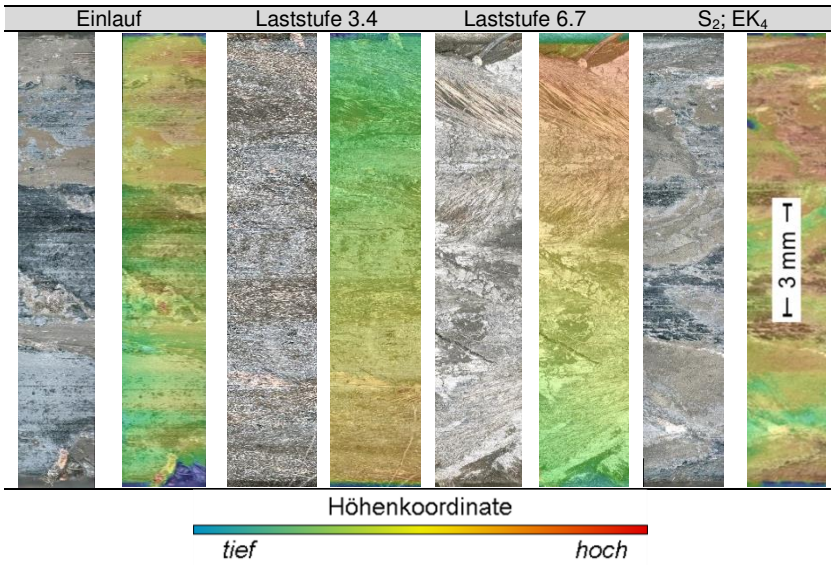 Einlauf Laststufe 3.4 Laststufe 6.7 S₂; EK₄
3 mm
Höhenkoordinate
tief hoch